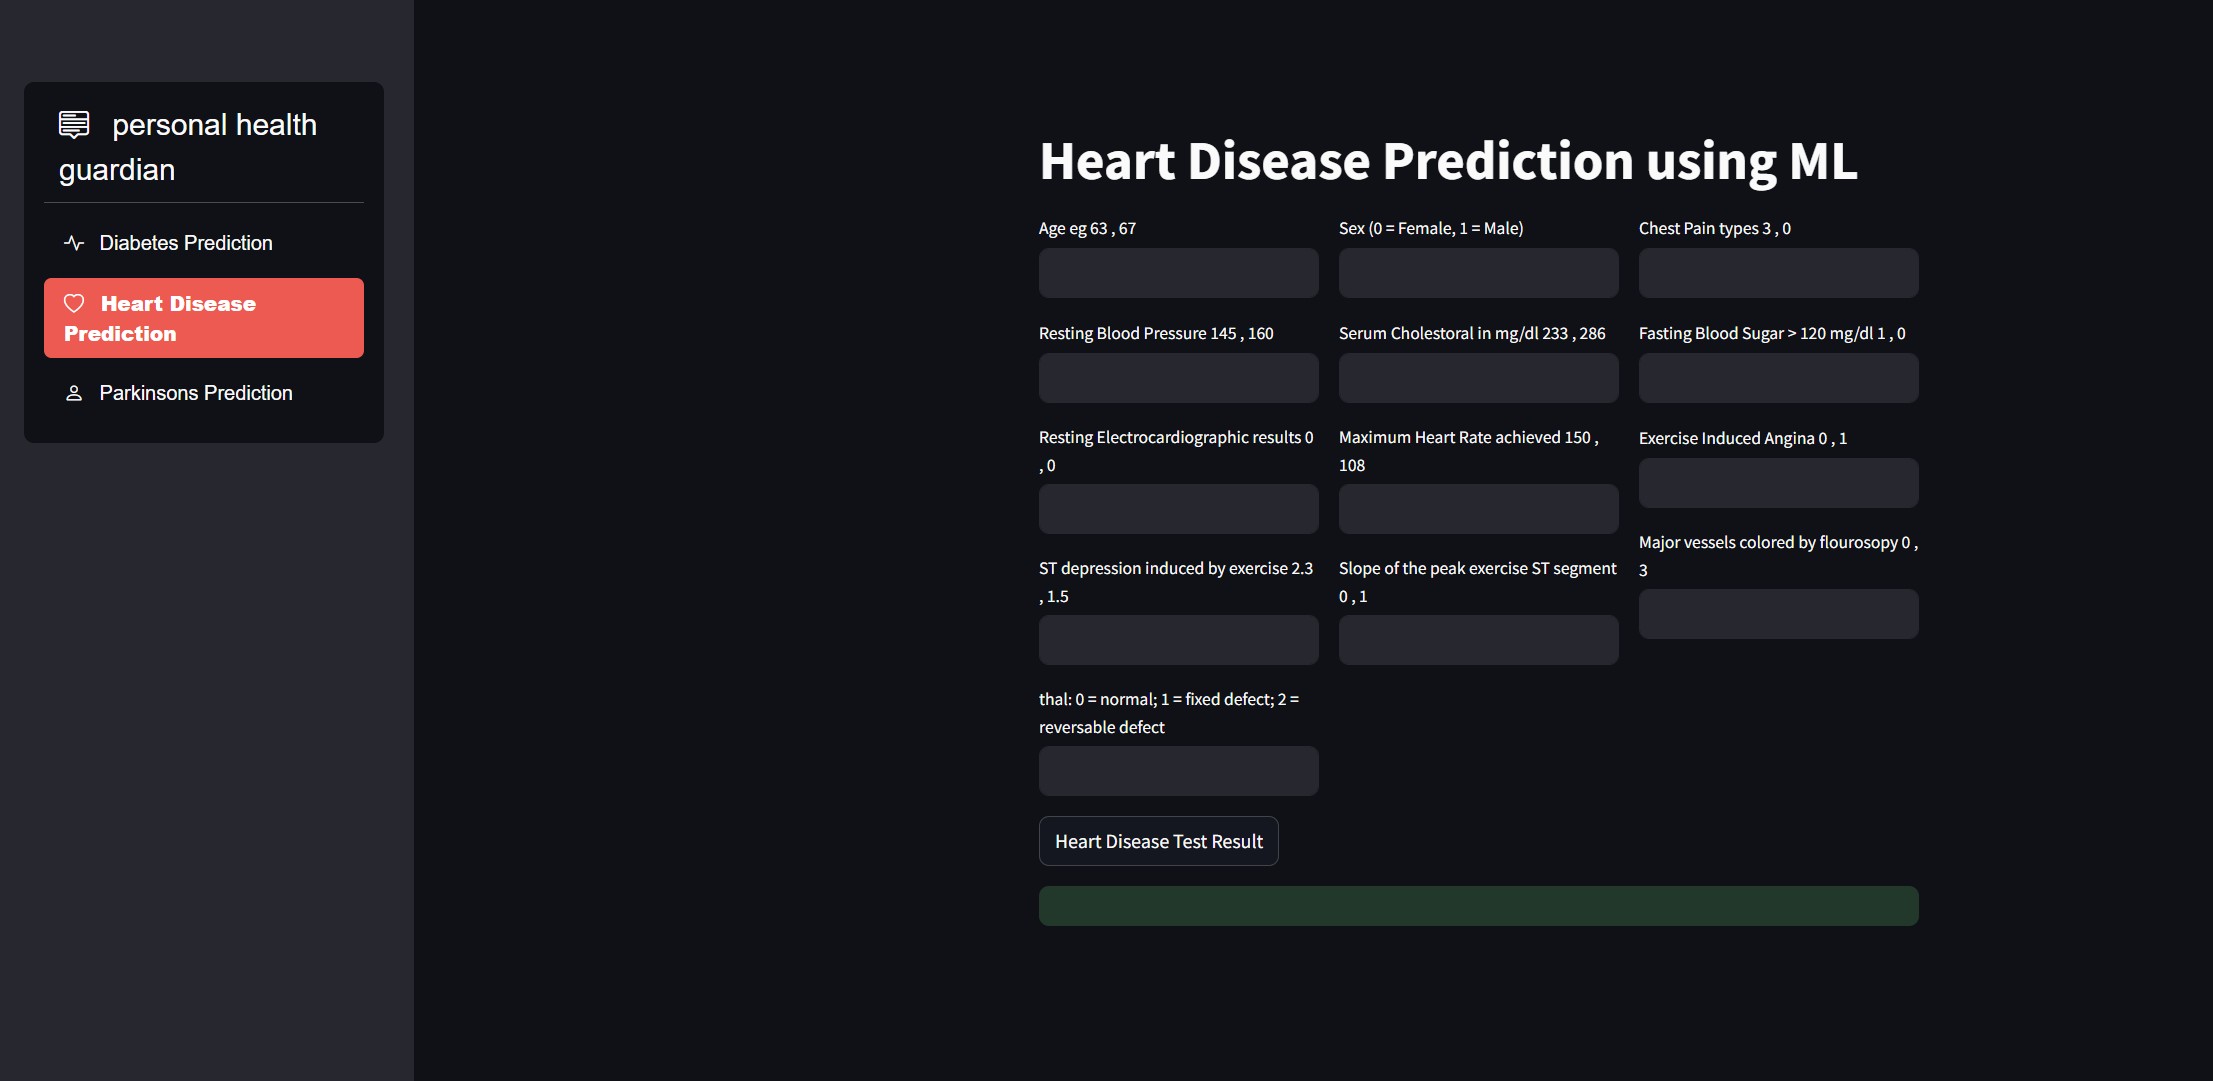 personal health
guardian
Diabetes Prediction
Heart Disease
Prediction
Parkinsons Prediction
Heart Disease Prediction using ML
Age eg 63 , 67
Sex (0 = Female, 1 = Male)
Chest Pain types 3 , 0
Resting Blood Pressure 145 , 160
Serum Cholestoral in mg/dl 233 , 286
Fasting Blood Sugar > 120 mg/dl 1 , 0
Resting Electrocardiographic results 0
, 0
Maximum Heart Rate achieved 150 ,
108
Exercise Induced Angina 0 , 1
ST depression induced by exercise 2.3
, 1.5
Slope of the peak exercise ST segment
0 , 1
Major vessels colored by flourosopy 0 ,
3
thal: 0 = normal; 1 = fixed defect; 2 =
reversable defect
Heart Disease Test Result